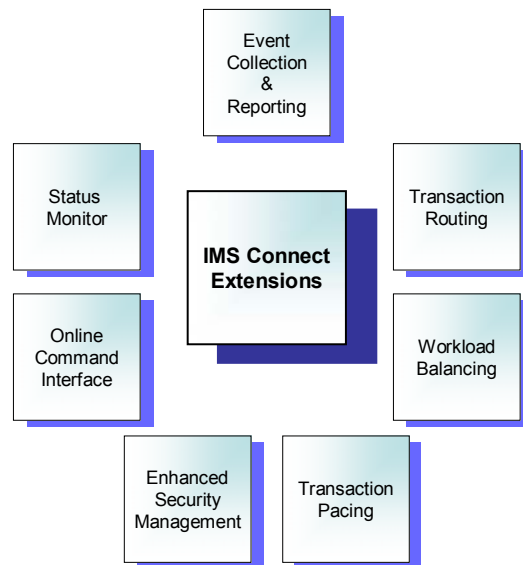 Event
Collection
&
Reporting
Status
Monitor
Transaction
Routing
IMS Connect
Extensions
Online
Command
Interface
Workload
Balancing
Enhanced
Security
Management
Transaction
Pacing